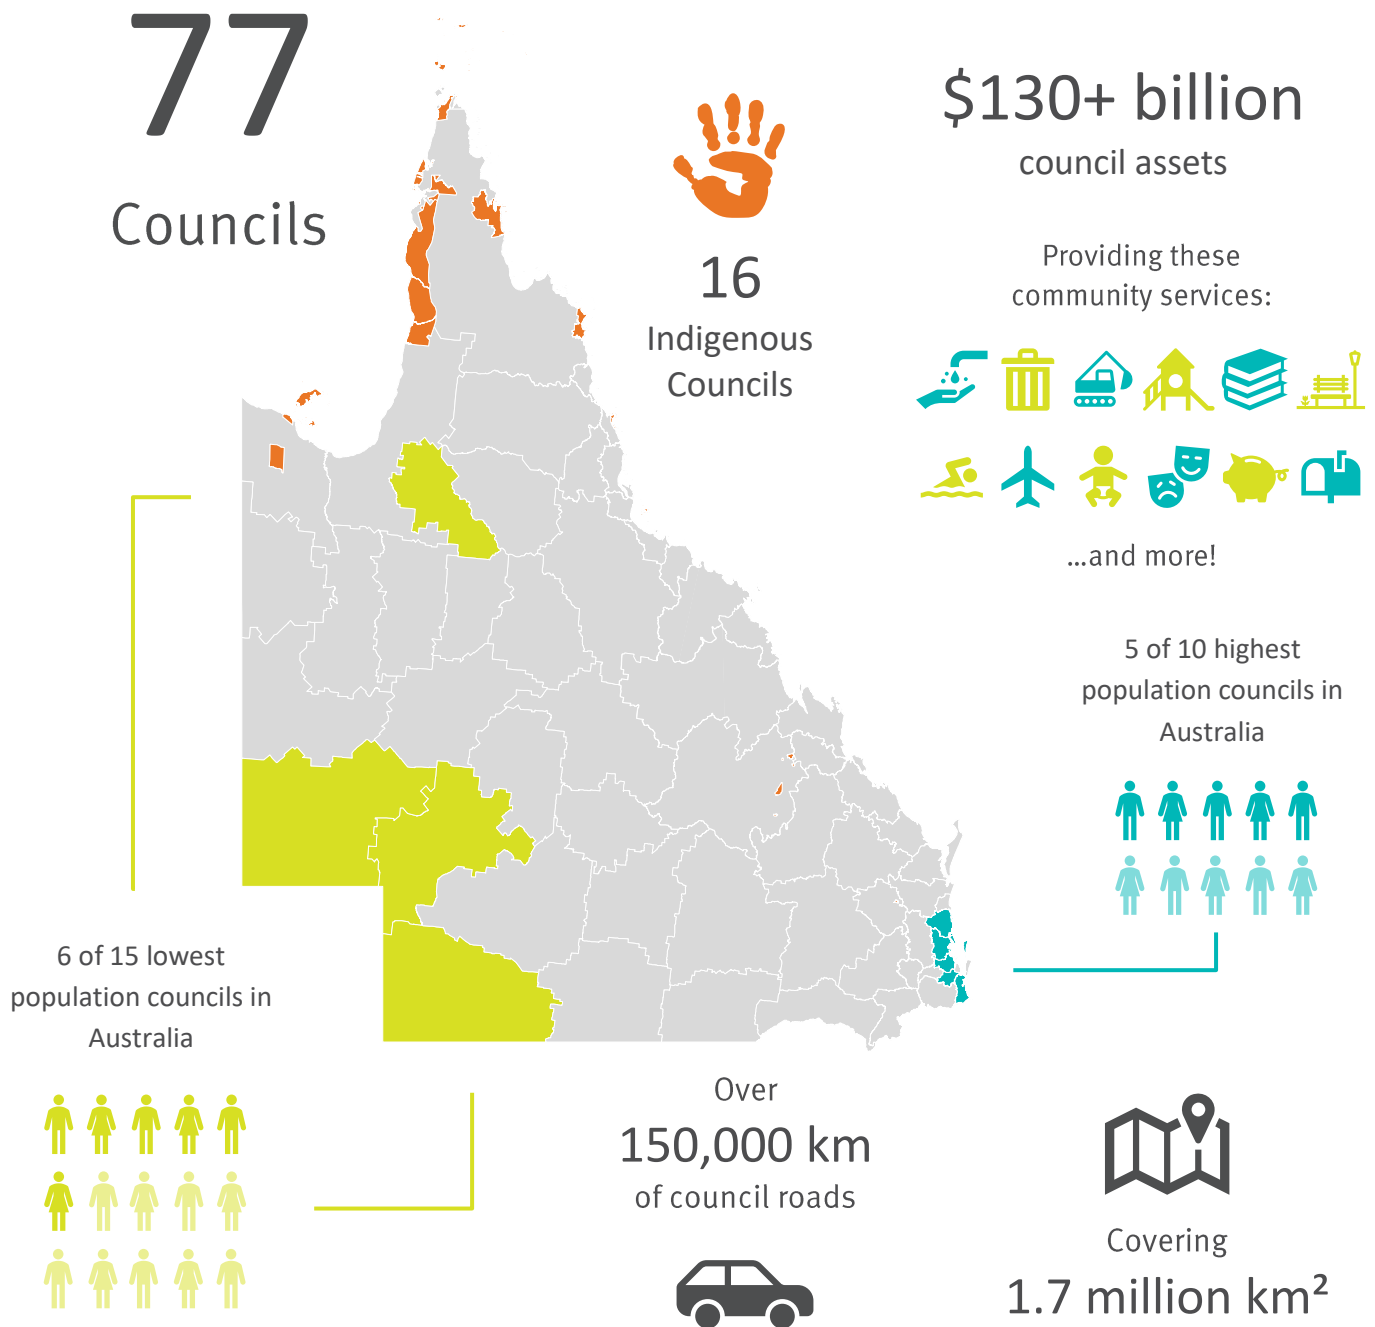 77
Councils
16
Indigenous
Councils
$130+ billion
council assets
Providing these
community services:
...and more!
5 of 10 highest
population councils in
Australia
6 of 15 lowest
population councils in
Australia
Over
150,000 km
of council roads
Covering
1.7 million km²